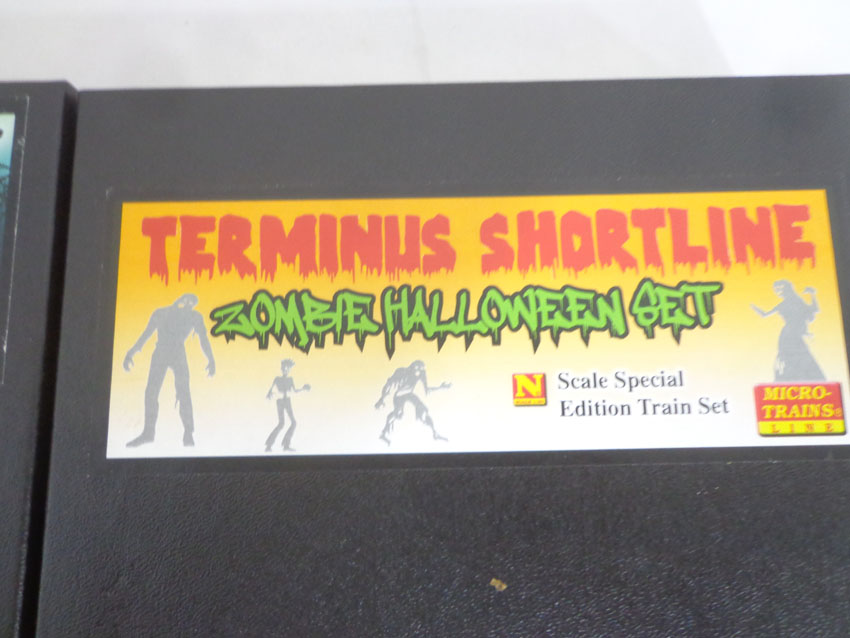 TERMINUS SHORTLINE
ZOMBIE HALLOWEEN SET
N Scale Special
Edition Train Set
MICRO-
TRAINS®
LINE